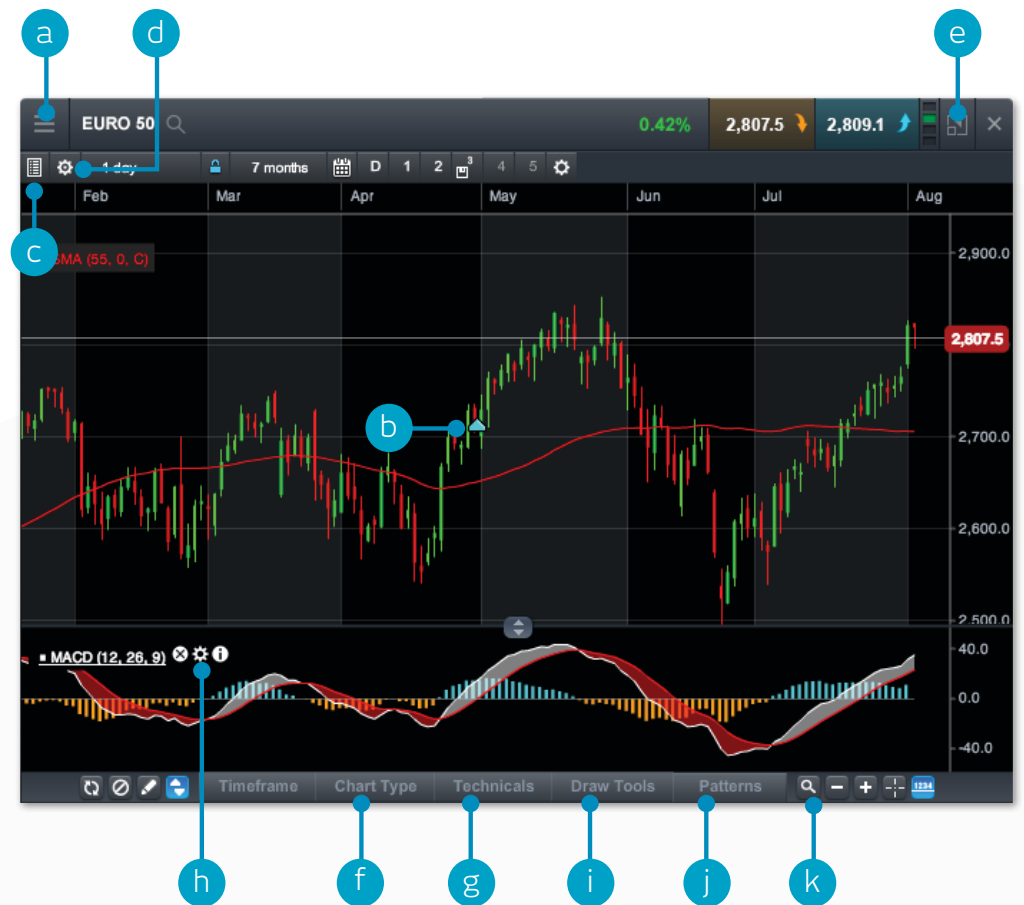 a
d
e
EURO 50
0.42%
2,807.5
2,809.1
1 day
7 months
D
1
2
3
4
5
Feb
Mar
Apr
May
Jun
Jul
Aug
c
SMA (55, 0, C)
2,900.0
2,807.5
b
2,700.0
2,600.0
2,500.0
MACD (12, 26, 9)
40.0
0.0
-40.0
Timeframe
Chart Type
Technicals
Draw Tools
Patterns
1234
h
f
g
i
j
k